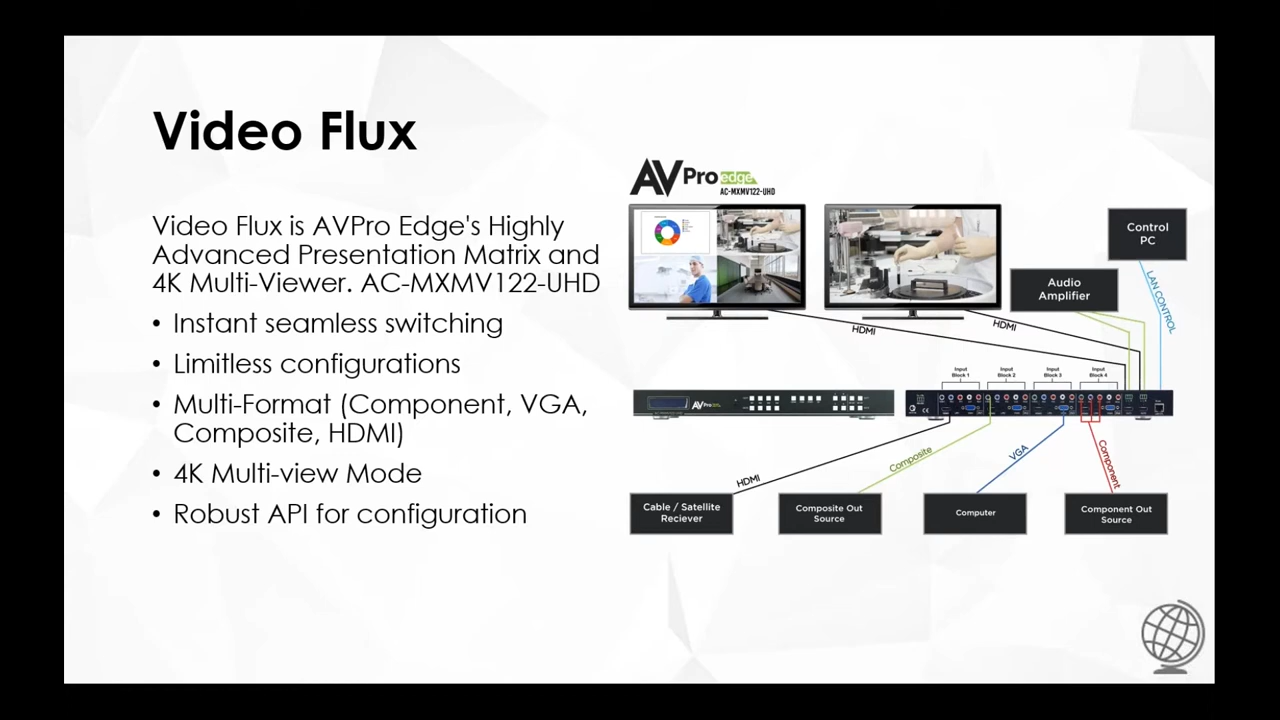 Video Flux
Video Flux is AVPro Edge's Highly
Advanced Presentation Matrix and
4K Multi-Viewer. AC-MXMV122-UHD
• Instant seamless switching
• Limitless configurations
• Multi-Format (Component, VGA,
Composite, HDMI)
• 4K Multi-view Mode
• Robust API for configuration
AVPro edge
AC-MXMV122-UHD
Control
PC
Audio
Amplifier
LAN CONTROL
HDMI
HDMI
Input
Block 1
Input
Block 2
Input
Block 3
Input
Block 4
AVPro
HDMI
Composite
VGA
Component
Cable / Satellite
Reciever
Composite Out
Source
Computer
Component Out
Source